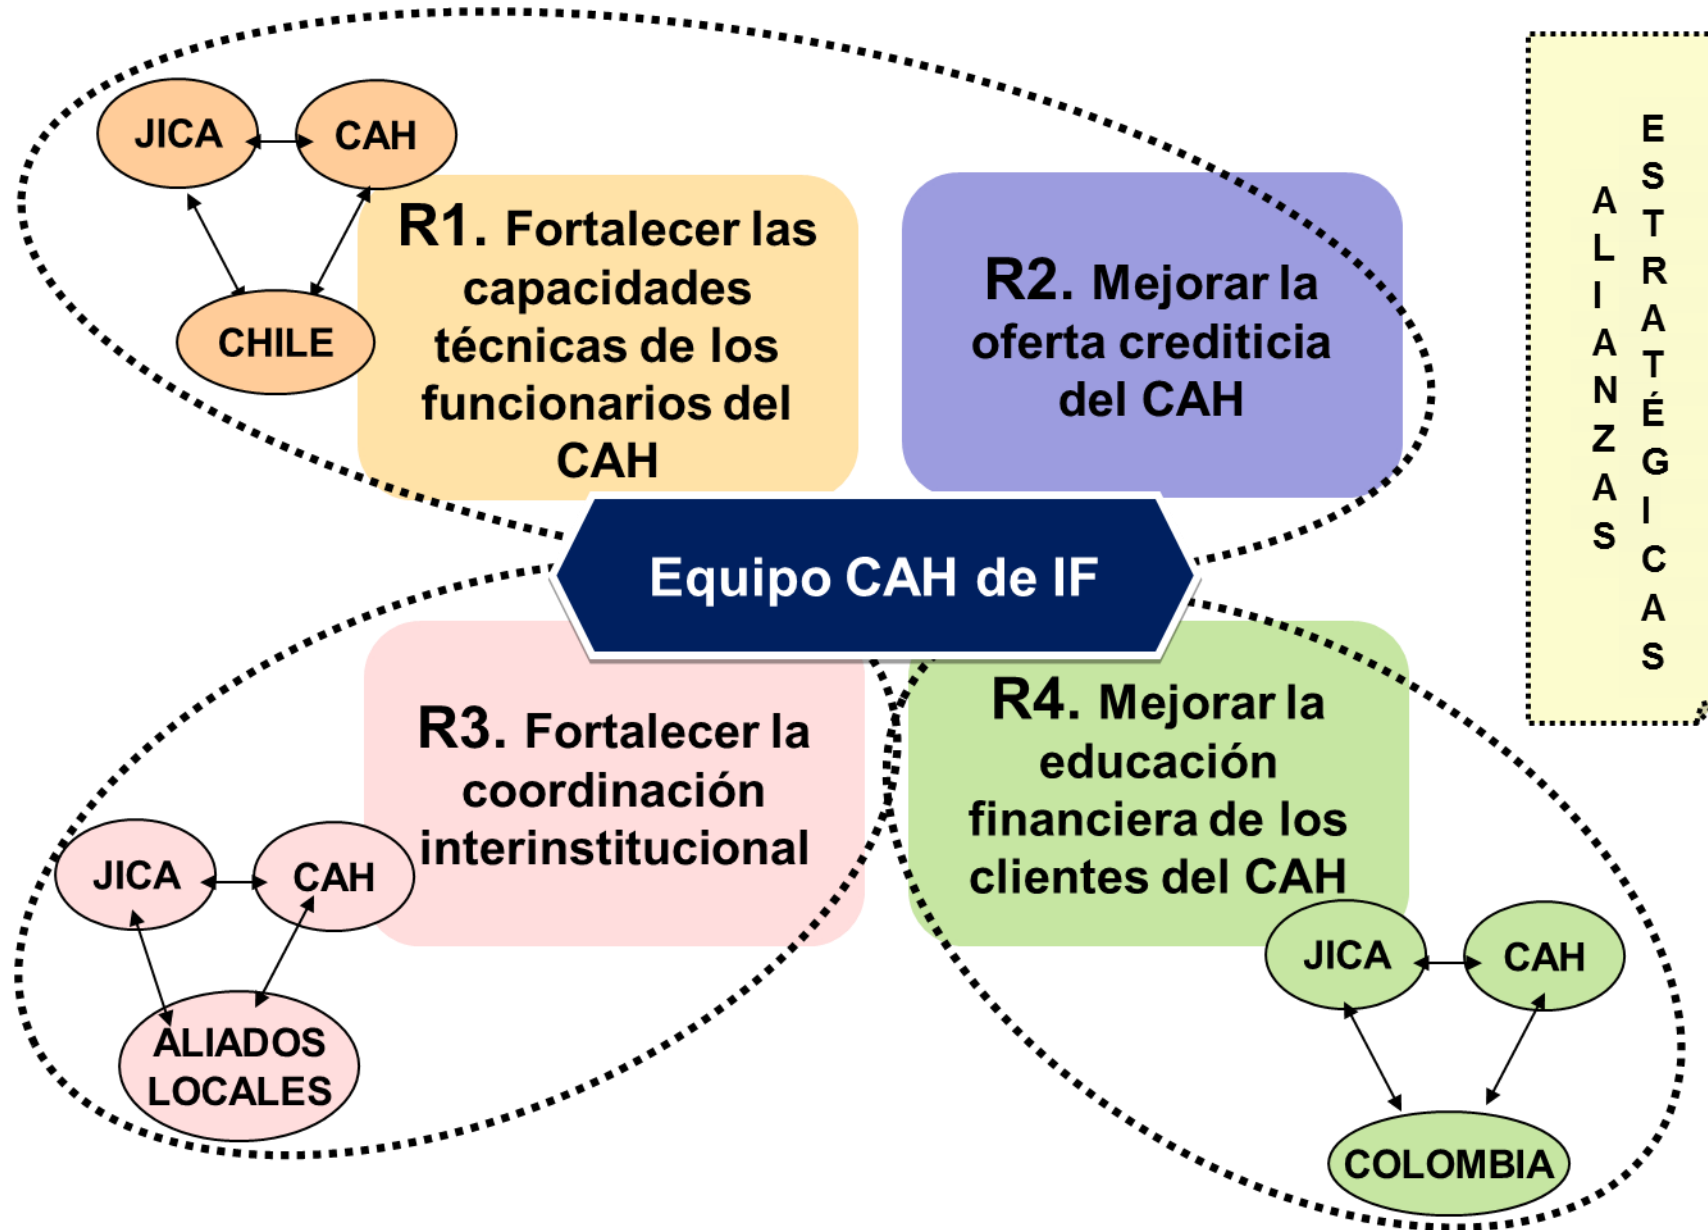 JICA
CAH
CHILE
R1. Fortalecer las
capacidades
técnicas de los
funcionarios del
CAH
R2. Mejorar la
oferta crediticia
del CAH
Equipo CAH de IF
R3. Fortalecer la
coordinación
interinstitucional
JICA
CAH
ALIADOS
LOCALES
R4. Mejorar la
educación
financiera de los
clientes del CAH
JICA
CAH
COLOMBIA
ALIANZAS
ESTRATÉGICAS